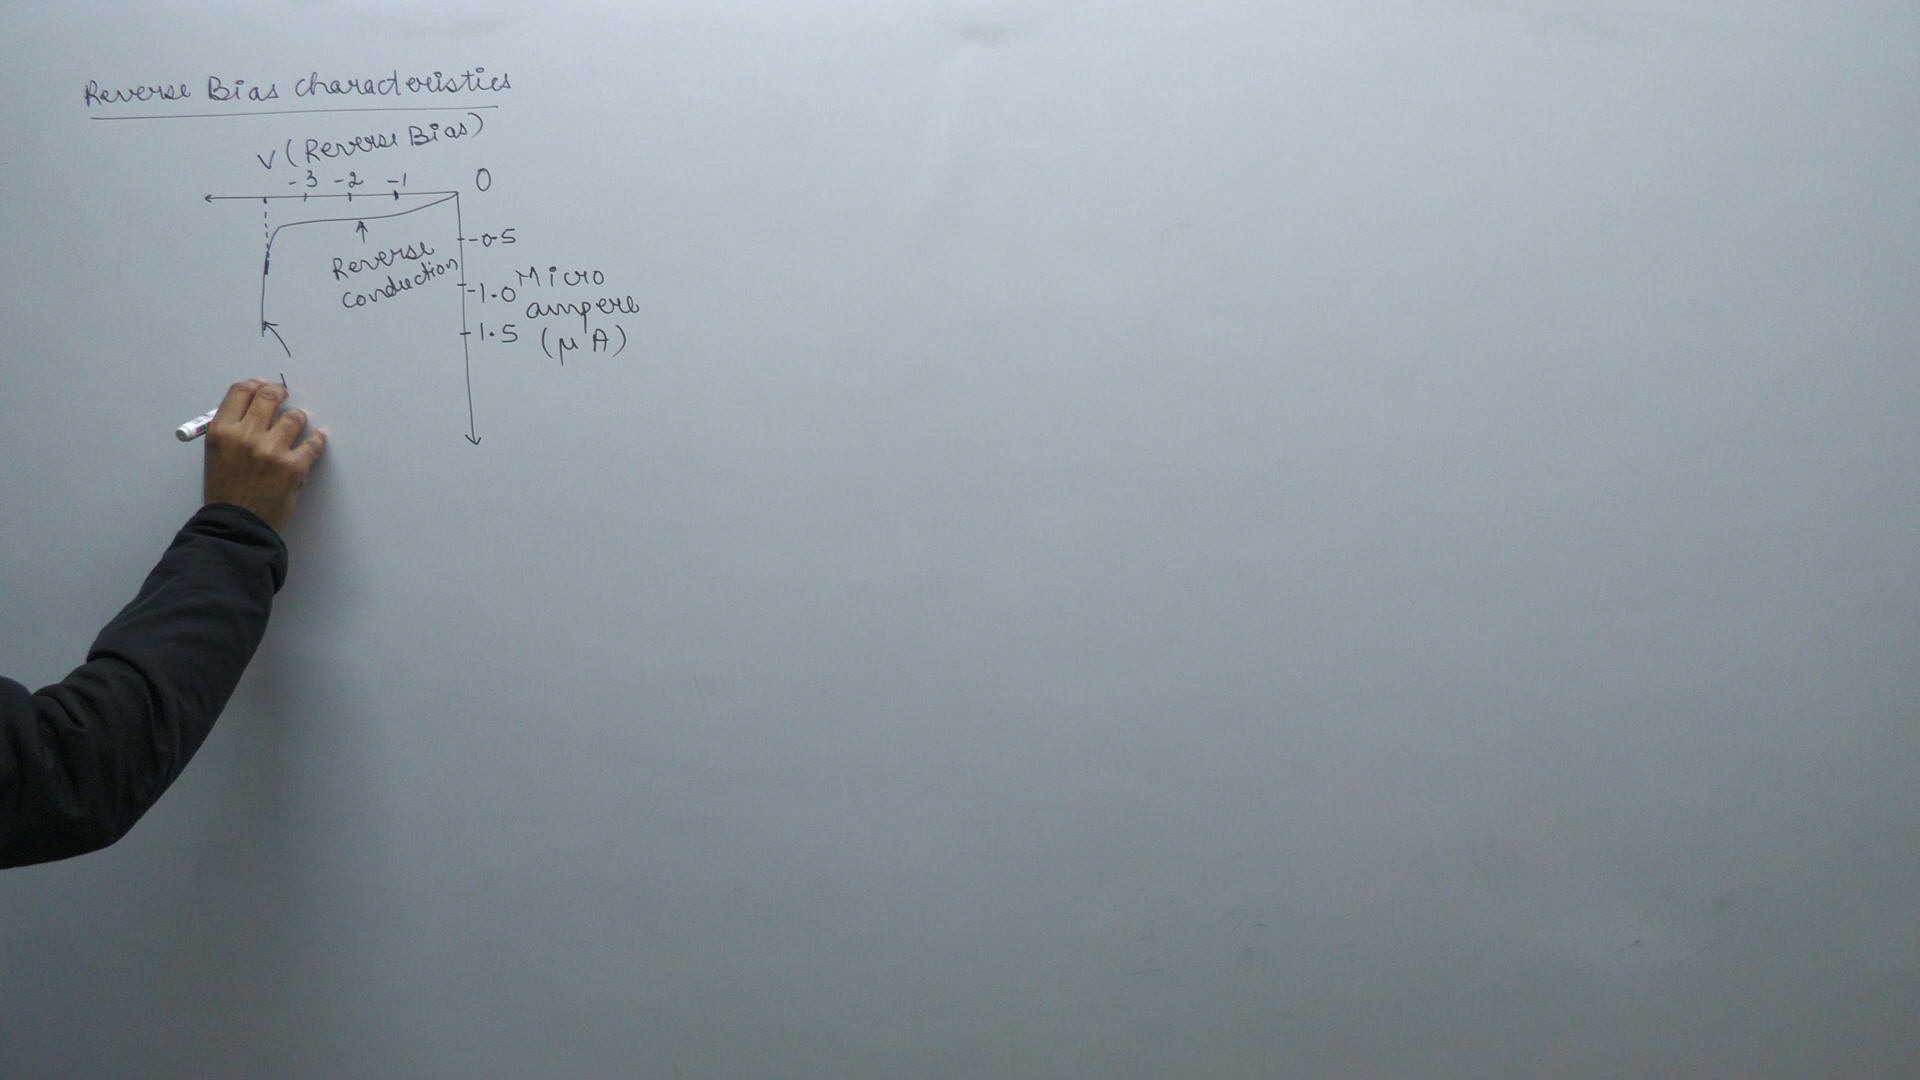 Reverse Bias Characteristics
V (Reverse Bias)
-3 -2 -1 0
-0.5
Reverse
conduction
-1.0
Micro
ampere
(μA)
1.5